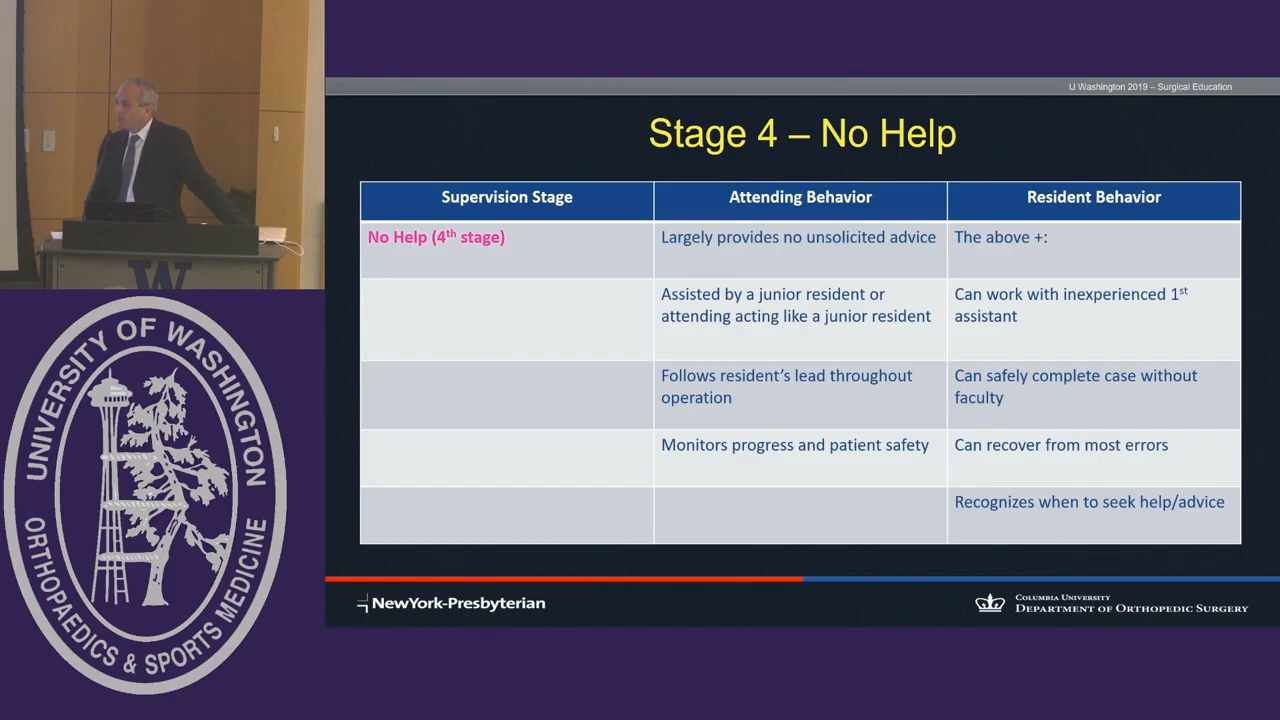 U Washington 2019 – Surgical Education
Stage 4 – No Help
Supervision Stage
Attending Behavior
Resident Behavior
No Help (4th stage)
Largely provides no unsolicited advice
The above +:
Assisted by a junior resident or
attending acting like a junior resident
Can work with inexperienced 1st
assistant
Follows resident's lead throughout
operation
Can safely complete case without
faculty
Monitors progress and patient safety
Can recover from most errors
Recognizes when to seek help/advice
NewYork-Presbyterian
COLUMBIA UNIVERSITY
DEPARTMENT OF ORTHOPEDIC SURGERY
W
UNIVERSITY OF WASHINGTON
ORTHOPAEDICS & SPORTS MEDICINE